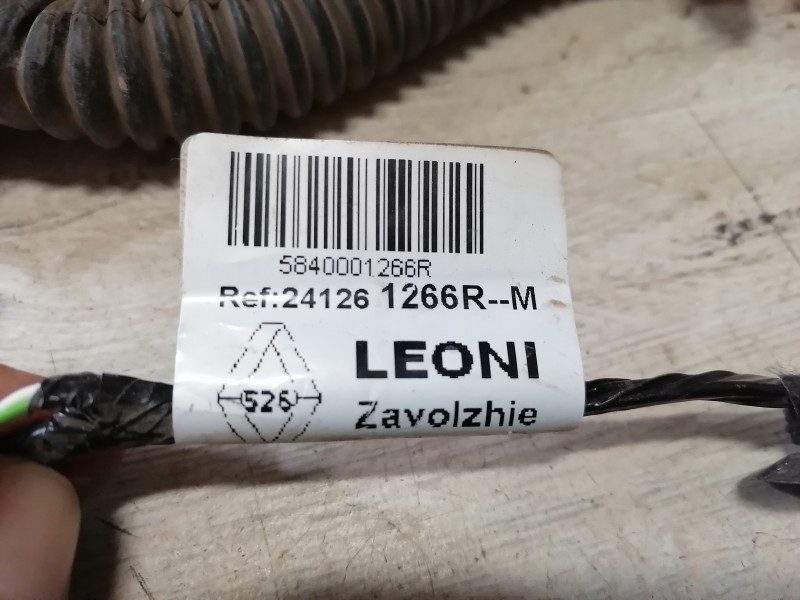 5840001266R
Ref:24126 1266R--M
LEONI
526
Zavolzhie